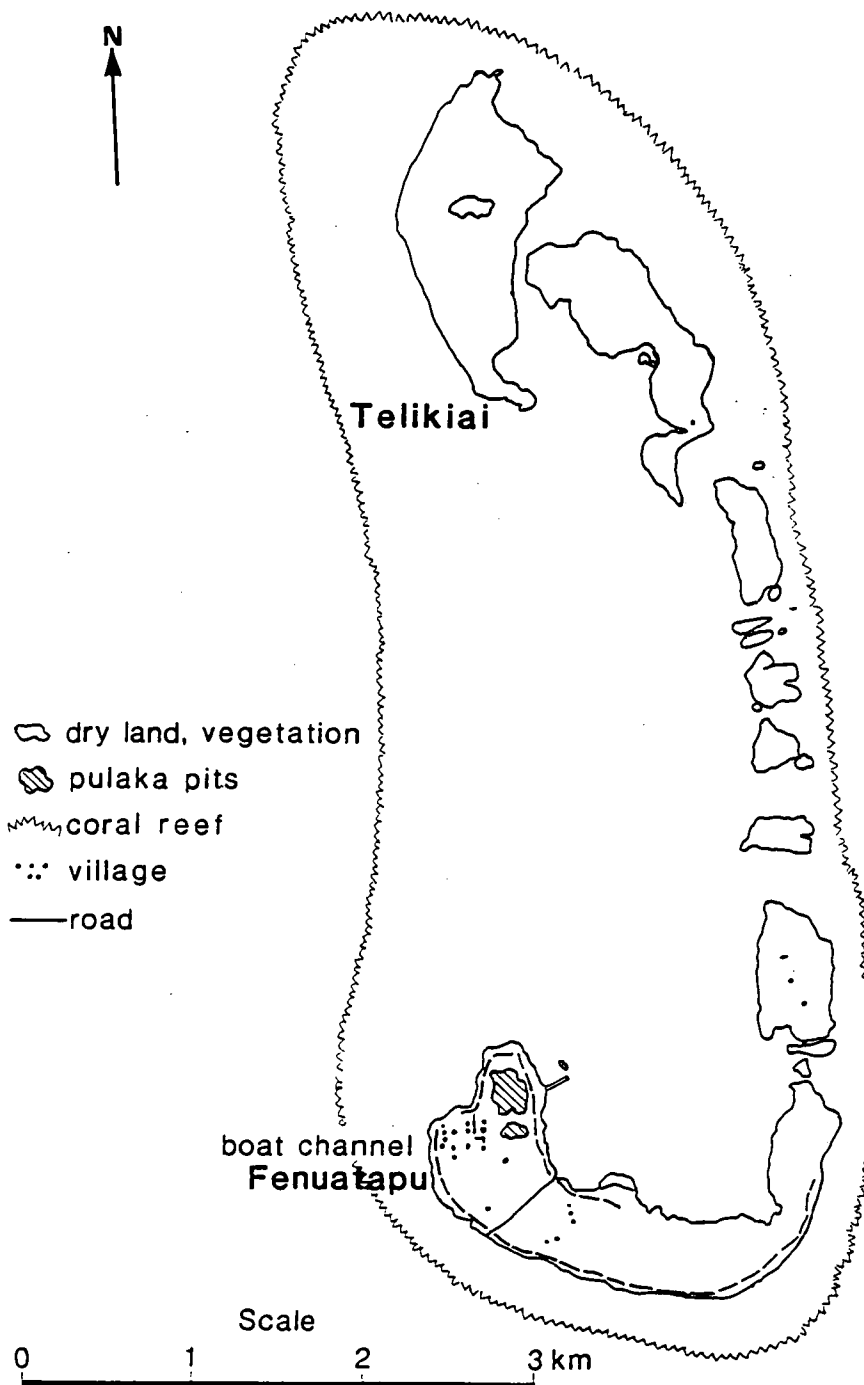 N
Telikiai
dry land, vegetation
pulaka pits
coral reef
village
road
boat channel
Fenuatapu
Scale
0 1 2 3 km